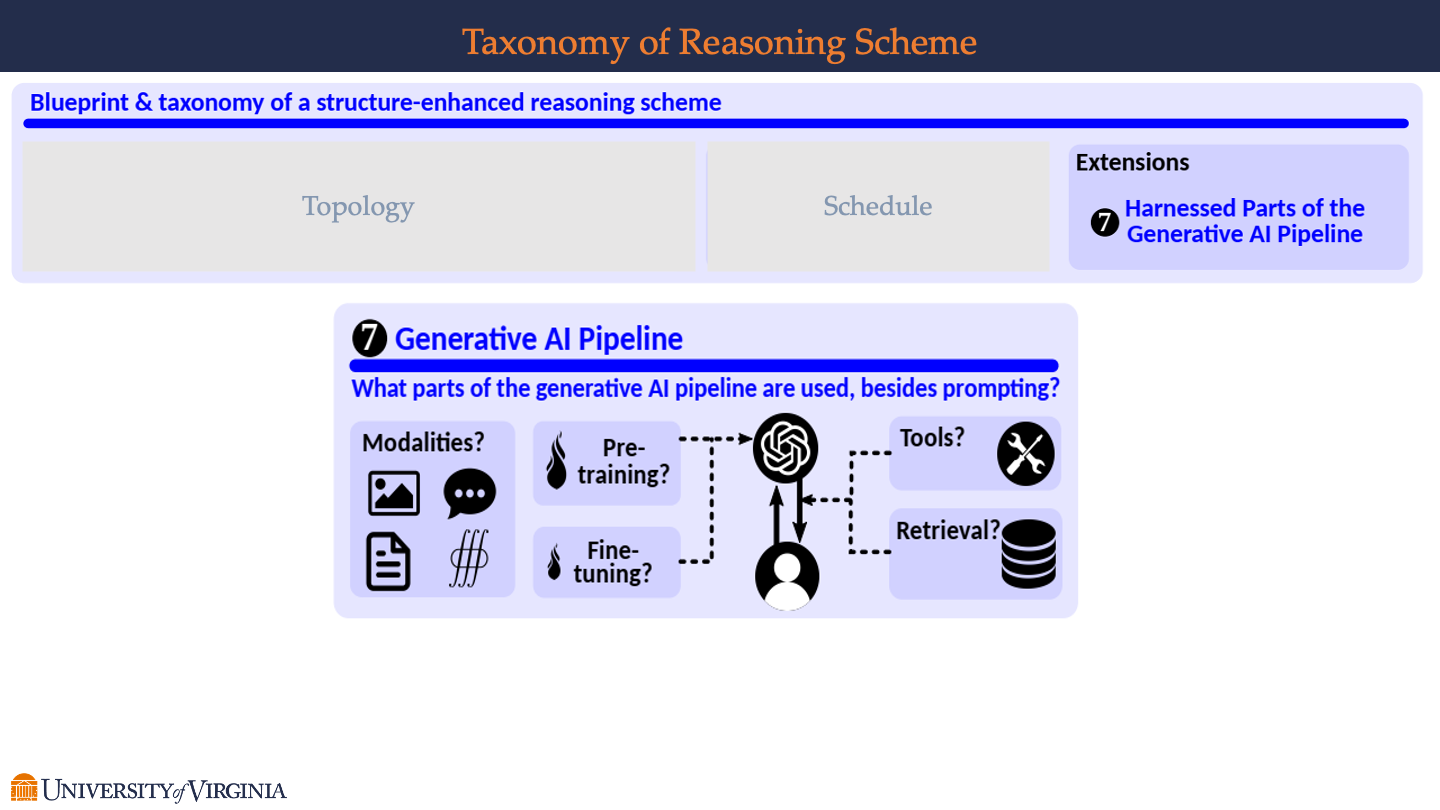 Taxonomy of Reasoning Scheme
Blueprint & taxonomy of a structure-enhanced reasoning scheme
Topology
Schedule
Extensions
7 Harnessed Parts of the
Generative AI Pipeline
7 Generative AI Pipeline
What parts of the generative AI pipeline are used, besides prompting?
Modalities?
Pre-
training?
Fine-
tuning?
Tools?
Retrieval?
UNIVERSITY of VIRGINIA